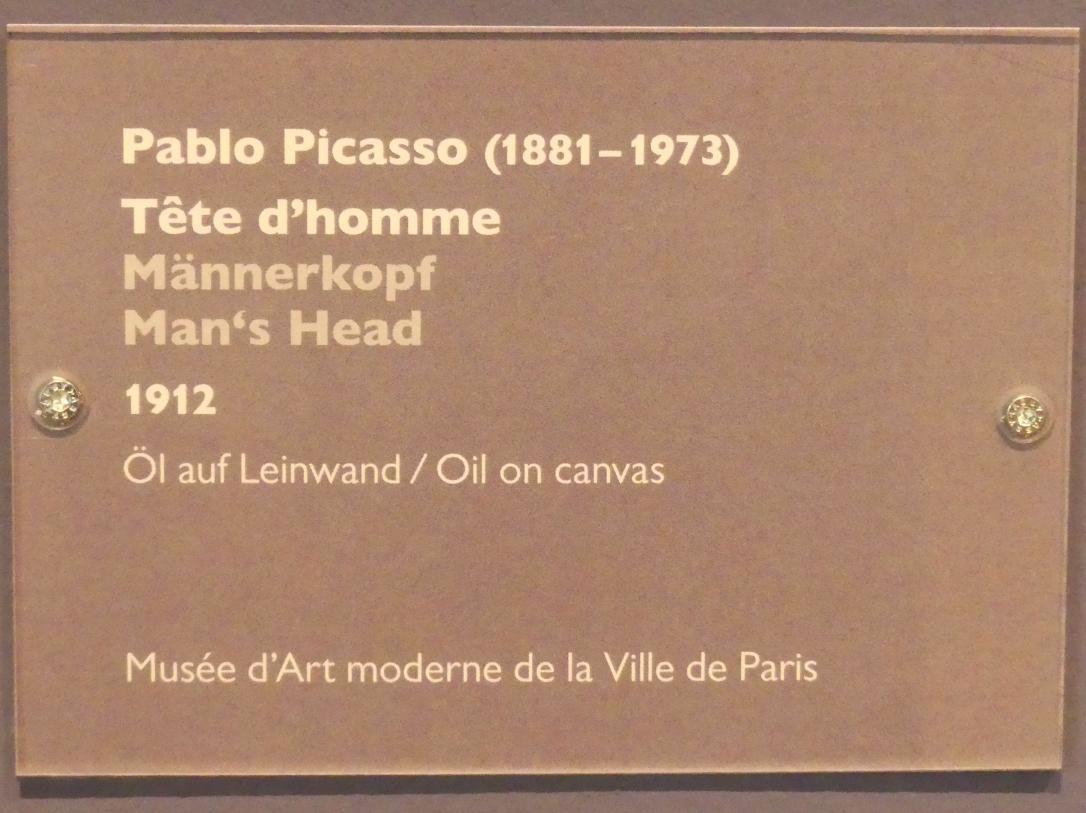 Pablo Picasso (1881–1973)
Tête d’homme
Männerkopf
Man‘s Head
1912
Öl auf Leinwand / Oil on canvas
Musée d’Art moderne de la Ville de Paris